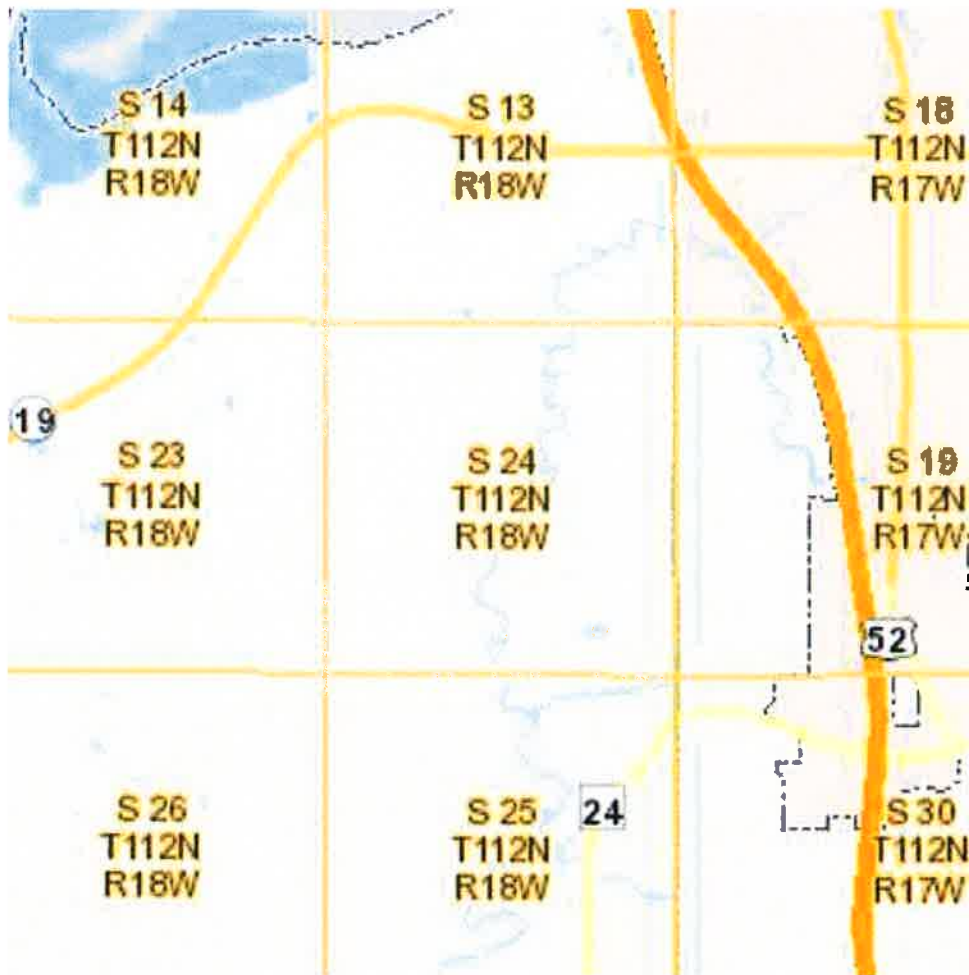 S 14
T112N
R18W
S 13
T112N
R18W
S 18
T112N
R17W
19
S 23
T112N
R18W
S 24
T112N
R18W
S 19
T112N
R17W
52
S 26
T112N
R18W
S 25
T112N
R18W
24
S 30
T112N
R17W